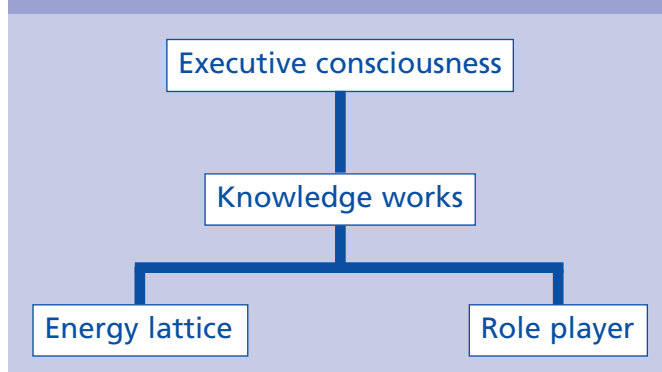 Executive consciousness
Knowledge works
Energy lattice
Role player